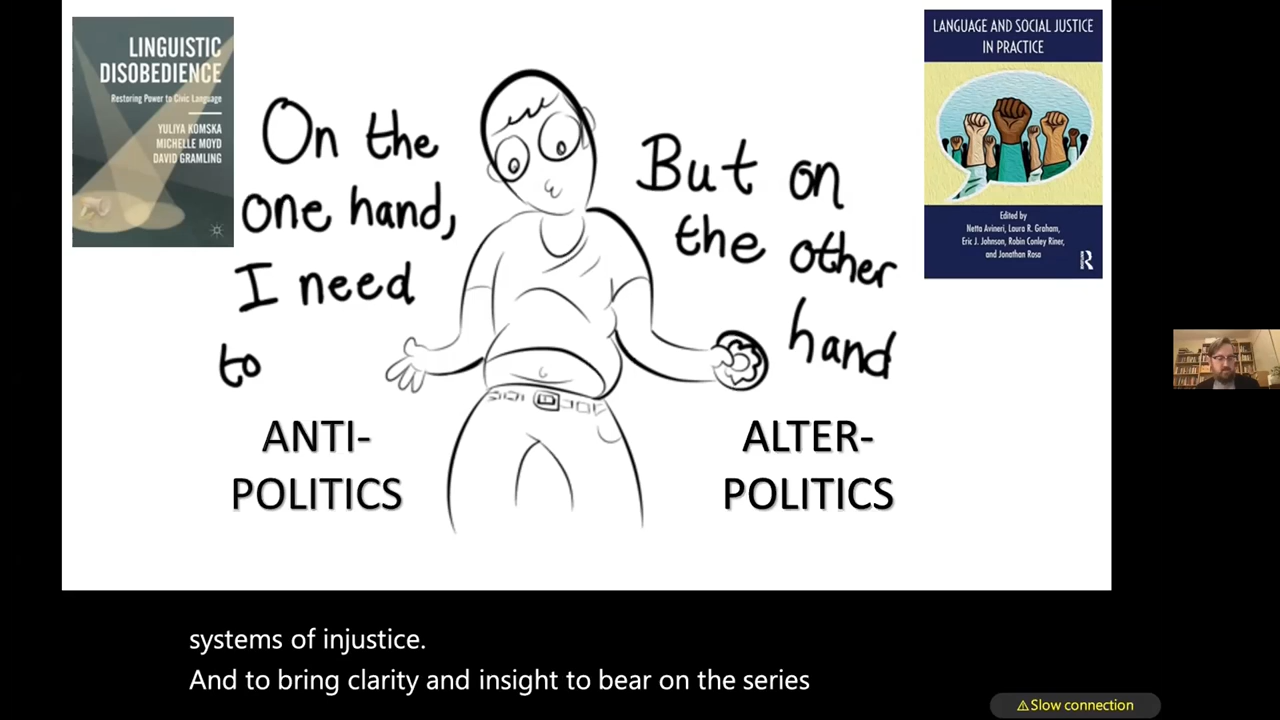 LINGUISTIC
DISOBEDIENCE
Restoring Power to Civic Language
YULIYA KOMSKA
MICHELLE MOYD
DAVID GRAMLING
On the
one hand,
I need
to
ANTI-
POLITICS
But on
the other
hand
ALTER-
POLITICS
LANGUAGE AND SOCIAL JUSTICE
IN PRACTICE
Edited by
Netta Avineri, Laura R. Graham,
Eric J. Johnson, Robin Conley Riner,
and Jonathan Rosa
R
systems of injustice.
And to bring clarity and insight to bear on the series
⚠Slow connection